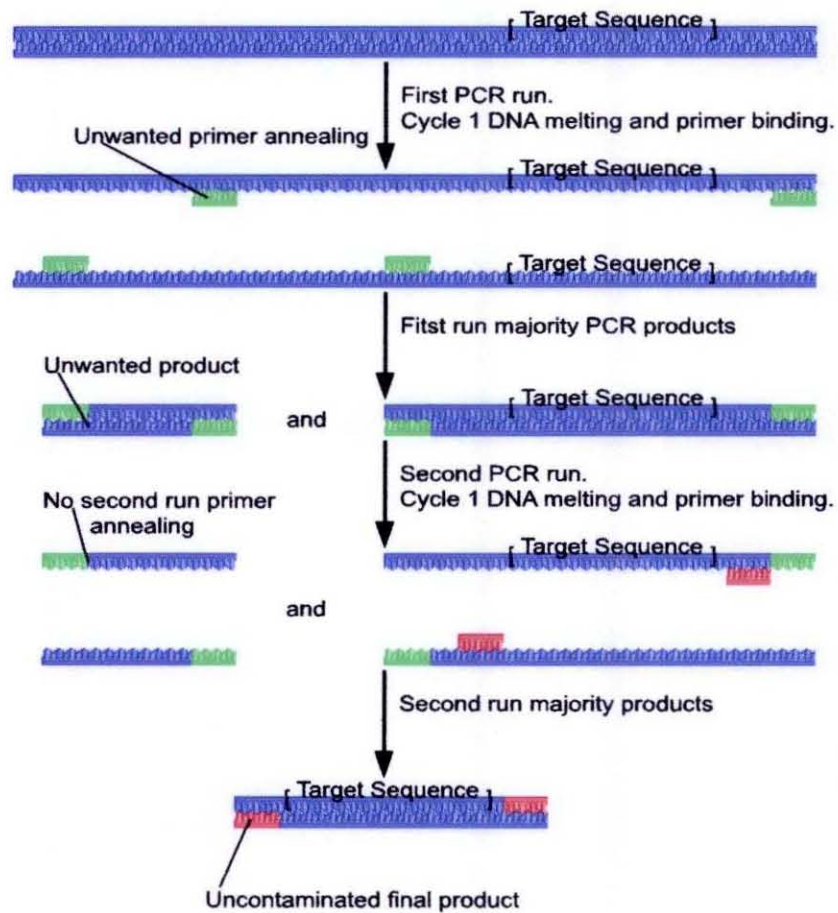 [ Target Sequence ]
First PCR run.
Cycle 1 DNA melting and primer binding.
Unwanted primer annealing
[ Target Sequence ]
[ Target Sequence ]
Fitst run majority PCR products
Unwanted product
[ Target Sequence ]
and
Second PCR run.
Cycle 1 DNA melting and primer binding.
No second run primer
annealing
[ Target Sequence ]
and
Second run majority products
[ Target Sequence ]
Uncontaminated final product